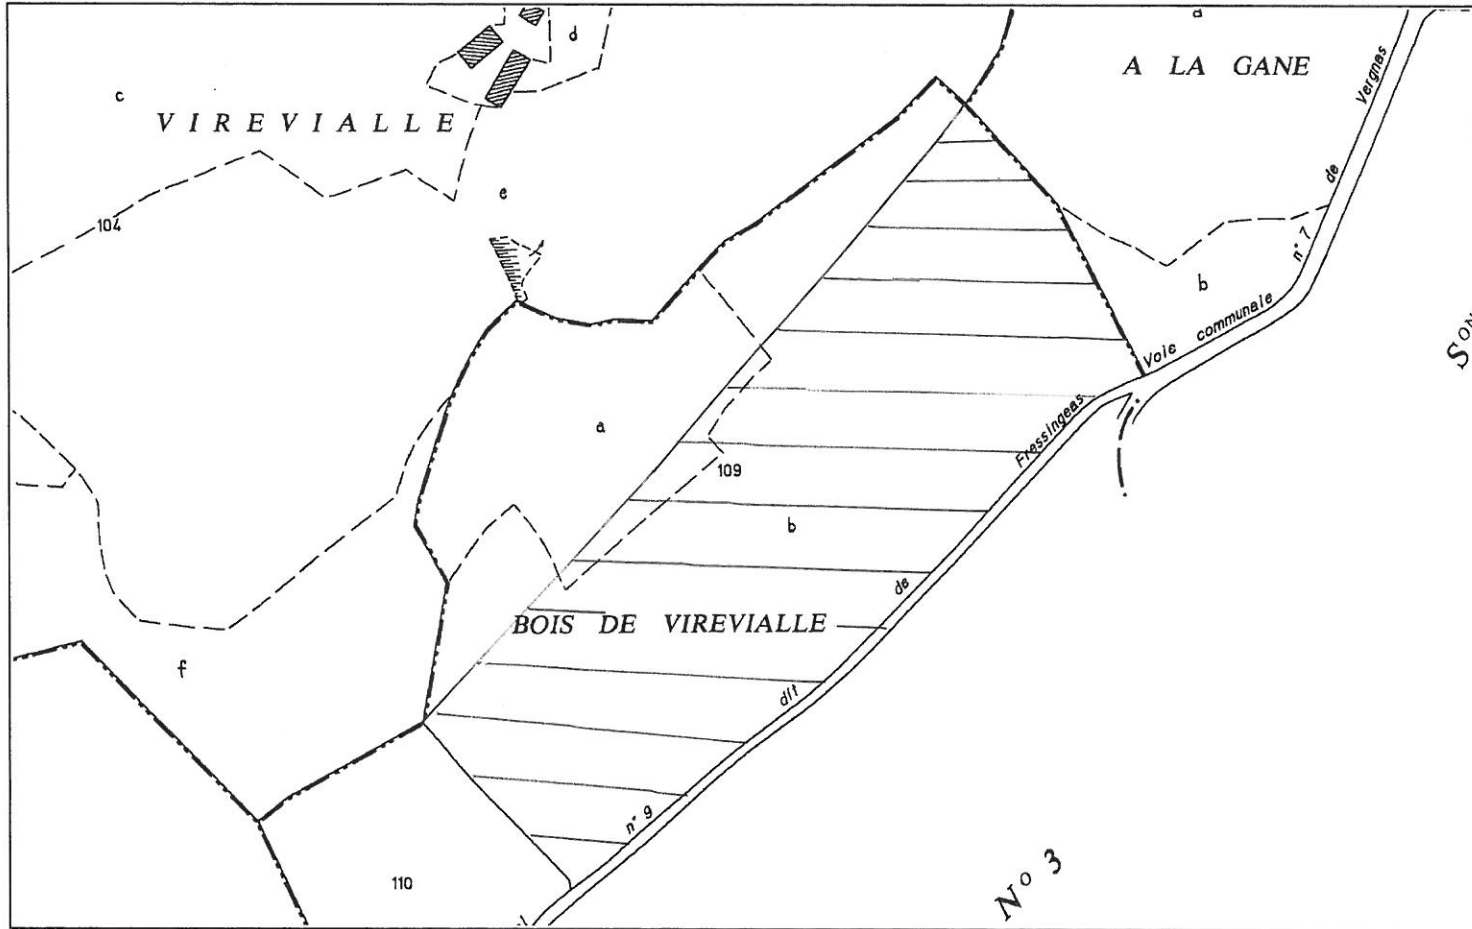 d
d
A LA GANE
Vergnas
c
VIREVIALLE
de
e
104
n° 7
b
Voie communale
Fressingeas
a
109
b
de
BOIS DE VIREVIALLE
f
dit
n° 9
110
N° 3